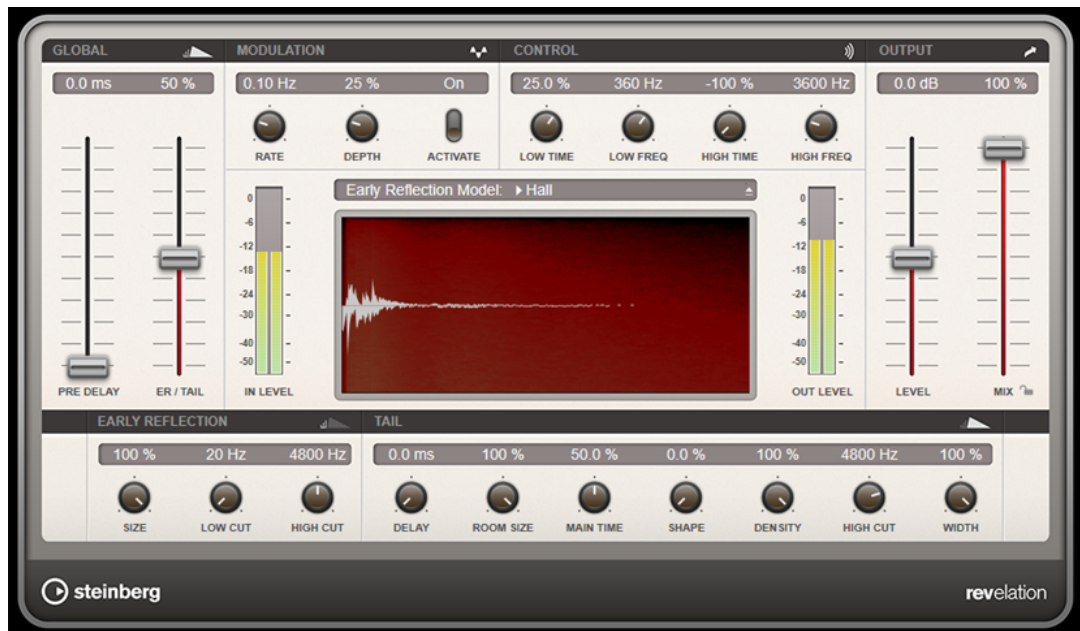 GLOBAL MODULATION CONTROL OUTPUT
0.0 ms 50 % 0.10 Hz 25 % On 25.0 % 360 Hz -100 % 3600 Hz 0.0 dB 100 %
RATE DEPTH ACTIVATE LOW TIME LOW FREQ HIGH TIME HIGH FREQ
Early Reflection Model: Hall
0 0
-6 -6
-12 -12
-18 -18
-24 -24
-30 -30
-40 -40
-50 -50
PRE DELAY ER / TAIL IN LEVEL OUT LEVEL LEVEL MIX
EARLY REFLECTION TAIL
100 % 20 Hz 4800 Hz 0.0 ms 100 % 50.0 % 0.0 % 100 % 4800 Hz 100 %
SIZE LOW CUT HIGH CUT DELAY ROOM SIZE MAIN TIME SHAPE DENSITY HIGH CUT WIDTH
steinberg revelation